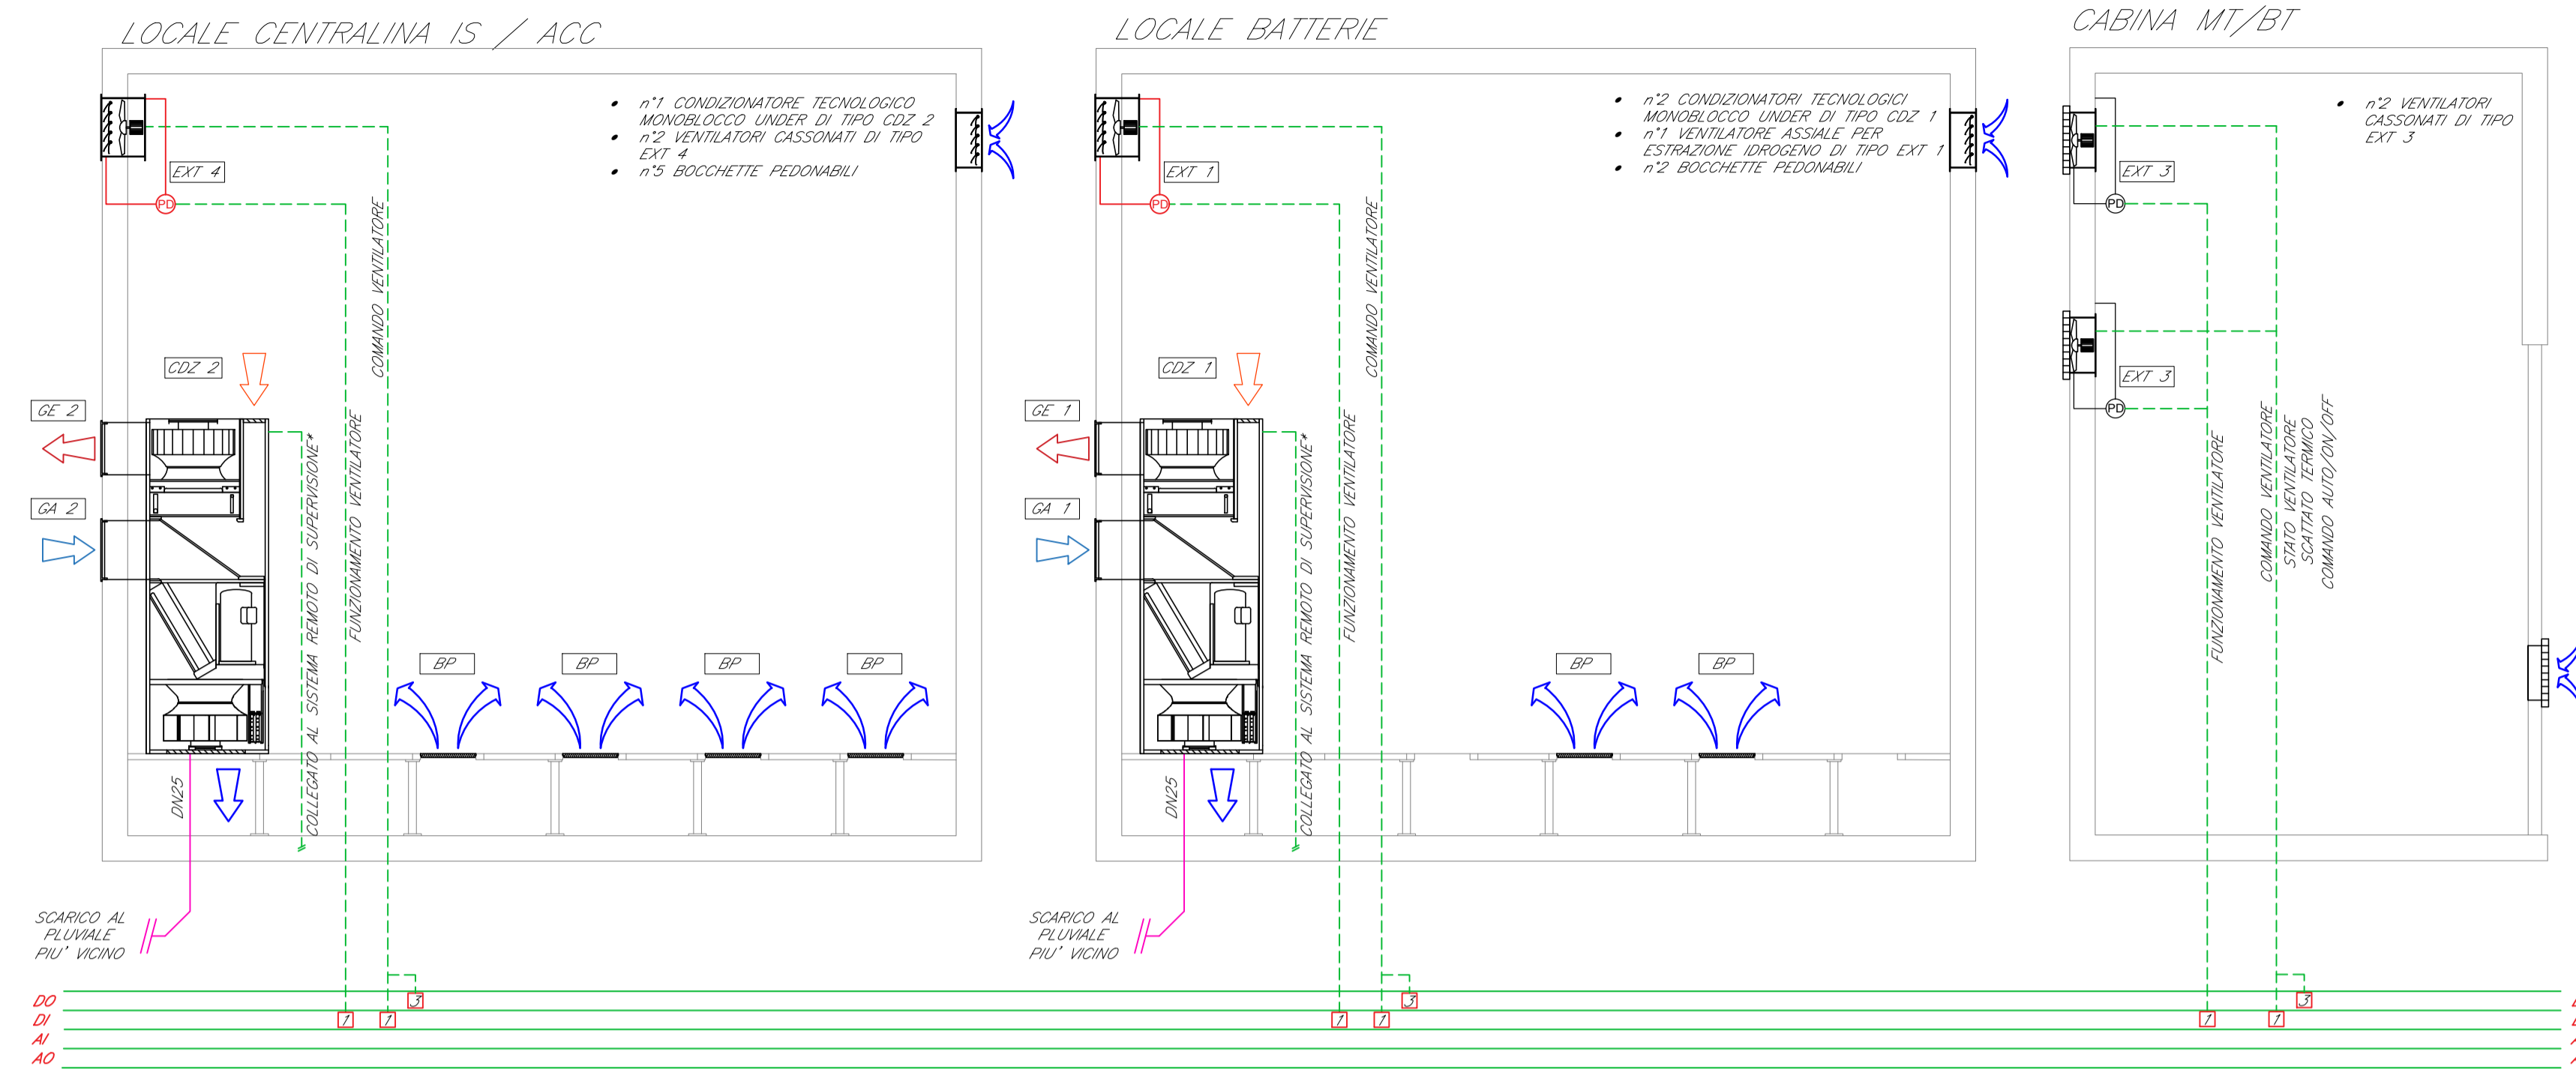 LOCALE CENTRALINA IS / ACC
• n°1 CONDIZIONATORE TECNOLOGICO
MONOBLOCCO UNDER DI TIPO CDZ 2
• n°2 VENTILATORI CASSONATI DI TIPO
EXT 4
• n°5 BOCCHETTE PEDONABILI
EXT 4
PD
COMANDO VENTILATORE
CDZ 2
GE 2
GA 2
COLLEGATO AL SISTEMA REMOTO DI SUPERVISIONE*
FUNZIONAMENTO VENTILATORE
BP
BP
BP
BP
DN25
SCARICO AL
PLUVIALE
PIU' VICINO
LOCALE BATTERIE
• n°2 CONDIZIONATORI TECNOLOGICI
MONOBLOCCO UNDER DI TIPO CDZ 1
• n°1 VENTILATORE ASSIALE PER
ESTRAZIONE IDROGENO DI TIPO EXT 1
• n°2 BOCCHETTE PEDONABILI
EXT 1
PD
COMANDO VENTILATORE
CDZ 1
GE 1
GA 1
COLLEGATO AL SISTEMA REMOTO DI SUPERVISIONE*
FUNZIONAMENTO VENTILATORE
BP
BP
DN25
SCARICO AL
PLUVIALE
PIU' VICINO
CABINA MT/BT
• n°2 VENTILATORI
CASSONATI DI TIPO
EXT 3
EXT 3
PD
EXT 3
PD
FUNZIONAMENTO VENTILATORE
COMANDO VENTILATORE
STATO VENTILATORE
SCATTATO TERMICO
COMANDO AUTO/ON/OFF
DO
3
3
3
DI
1
1
1
1
1
1
AI
AO